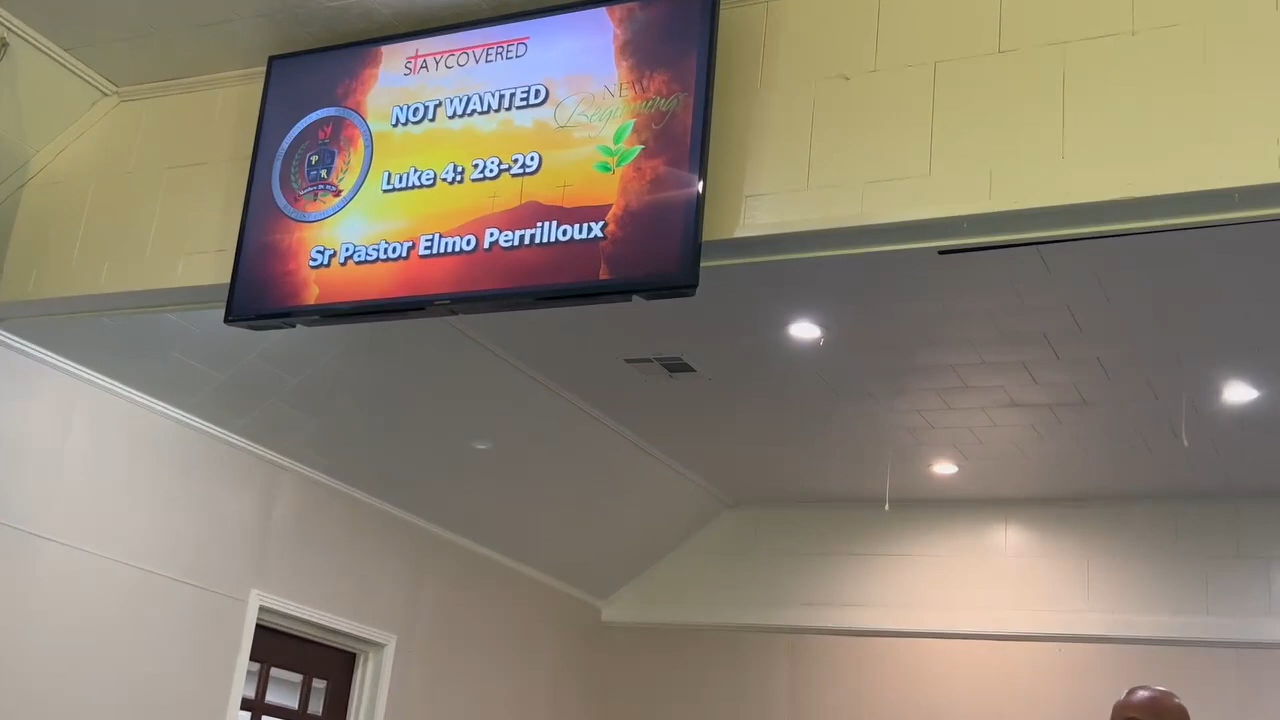 STAYCOVERED
NOT WANTED
NEW
Beginnings
Luke 4: 28-29
Sr Pastor Elmo Perrilloux
P
R